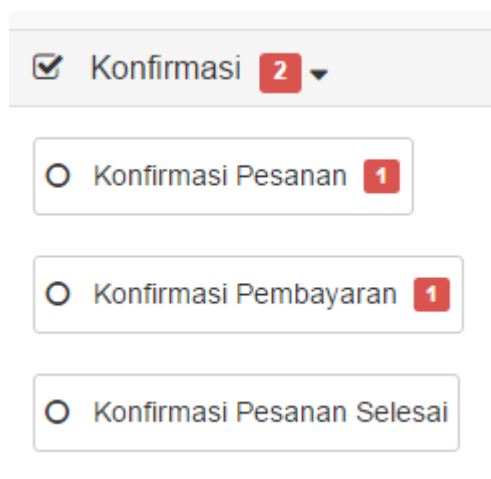 Konfirmasi 2
Konfirmasi Pesanan 1
Konfirmasi Pembayaran 1
Konfirmasi Pesanan Selesai